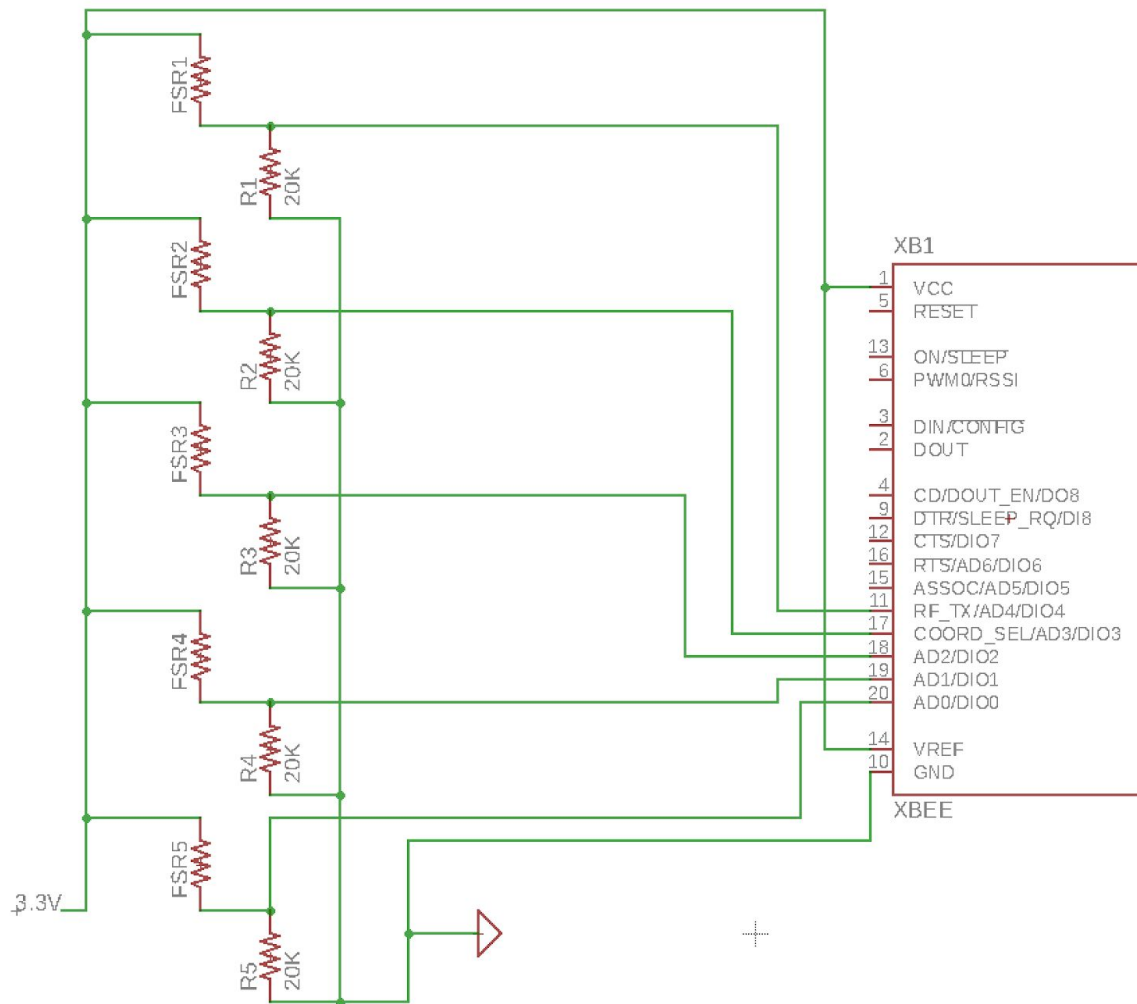 FSR1
R1
20K
FSR2
R2
20K
FSR3
R3
20K
FSR4
R4
20K
3.3V
FSR5
R5
20K
XB1
1 VCC
5 RESET
13 ON/SLEEP
6 PWM0/RSSI
3 DIN/CONFIG
2 DOUT
4 CD/DOUT_EN/DO8
9 DTR/SLEEP_RQ/DI8
12 CTS/DIO7
16 RTS/AD6/DIO6
15 ASSOC/AD5/DIO5
11 RF_TX/AD4/DIO4
17 COORD_SEL/AD3/DIO3
18 AD2/DIO2
19 AD1/DIO1
20 AD0/DIO0
14 VREF
10 GND
XBEE